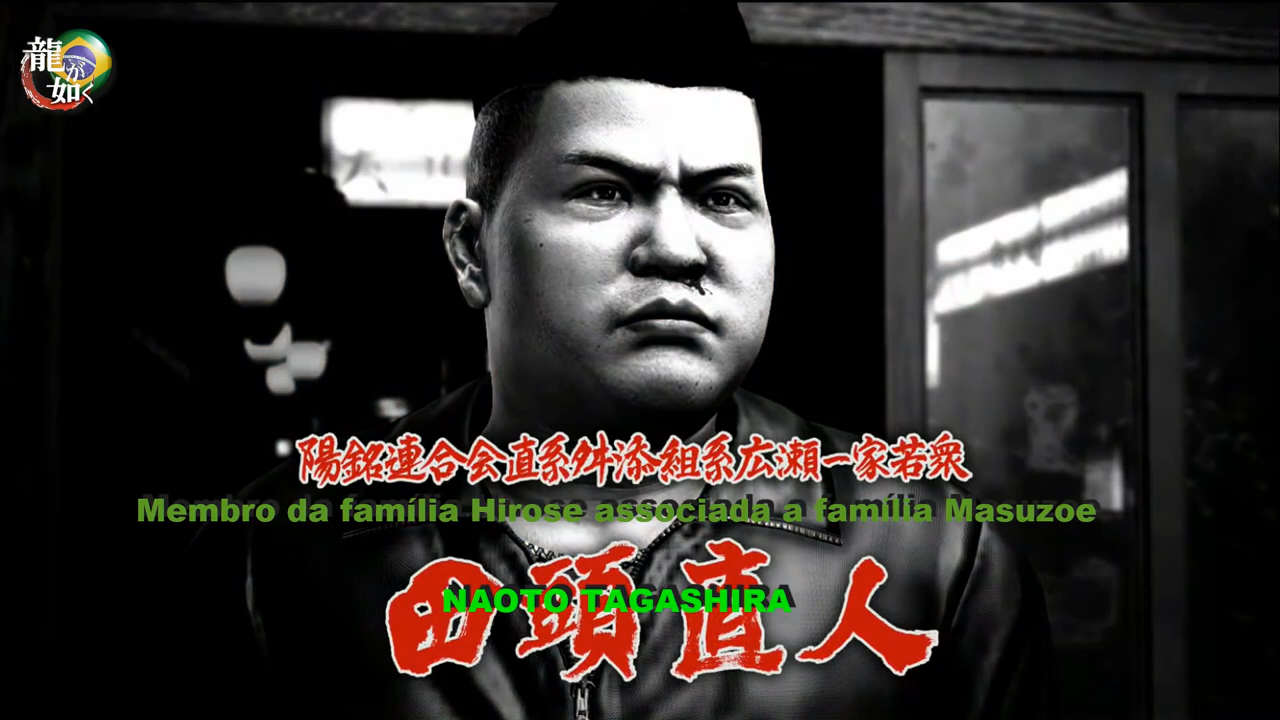 龍が如く
陽銘連合会直系舛添組系広瀬一家若衆
Membro da família Hirose associada a família Masuzoe
田頭直人
NAOTO TAGASHIRA